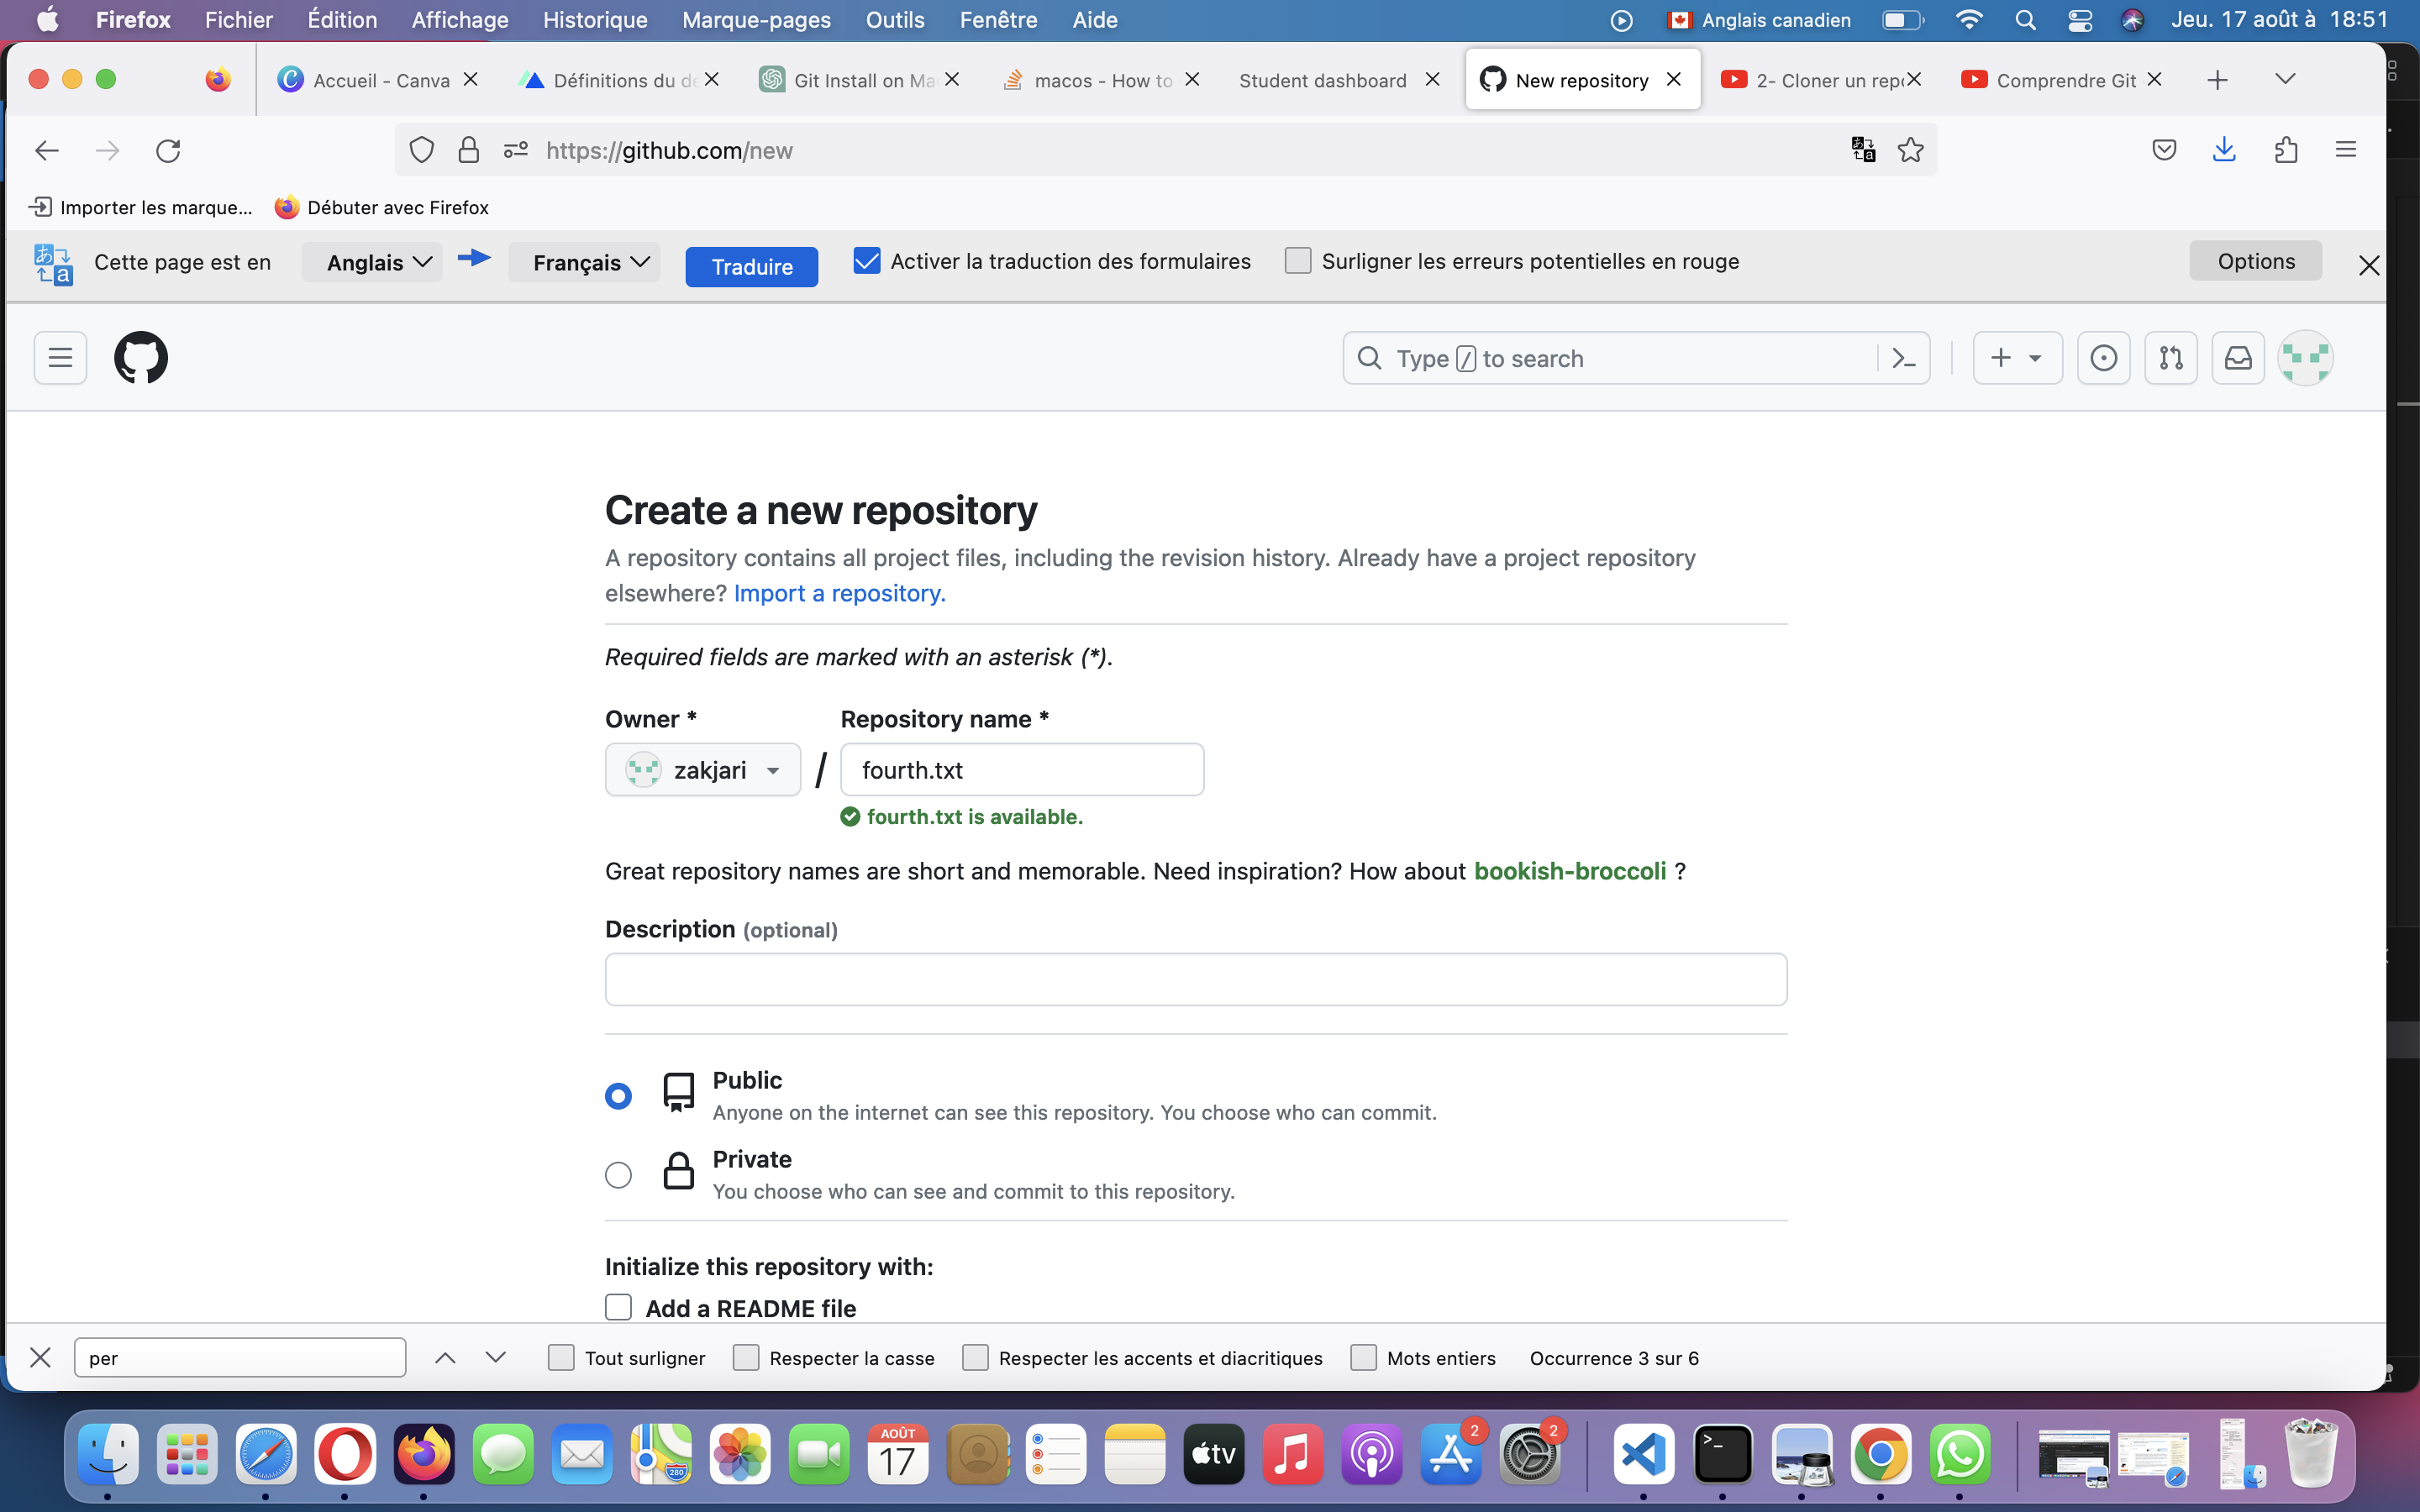 Firefox Fichier Édition Affichage Historique Marque-pages Outils Fenêtre Aide Anglais canadien Jeu. 17 août à 18:51
Accueil - Canva Définitions du dé Git Install on Ma macos - How to Student dashboard New repository 2- Cloner un repo Comprendre Git
https://github.com/new
Importer les marque... Débuter avec Firefox
Cette page est en Anglais Français Traduire Activer la traduction des formulaires Surligner les erreurs potentielles en rouge Options
Type / to search
Create a new repository
A repository contains all project files, including the revision history. Already have a project repository
elsewhere? Import a repository.
Required fields are marked with an asterisk (*).
Owner * Repository name *
zakjari / fourth.txt
fourth.txt is available.
Great repository names are short and memorable. Need inspiration? How about bookish-broccoli ?
Description (optional)
Public
Anyone on the internet can see this repository. You choose who can commit.
Private
You choose who can see and commit to this repository.
Initialize this repository with:
Add a README file
per Tout surligner Respecter la casse Respecter les accents et diacritiques Mots entiers Occurrence 3 sur 6
AOÛT
17
tv
280
2
2